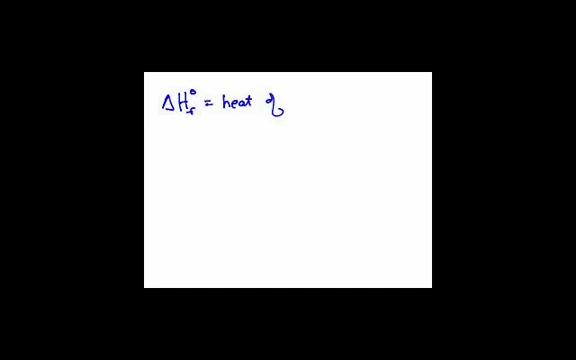 ΔH°f = heat of